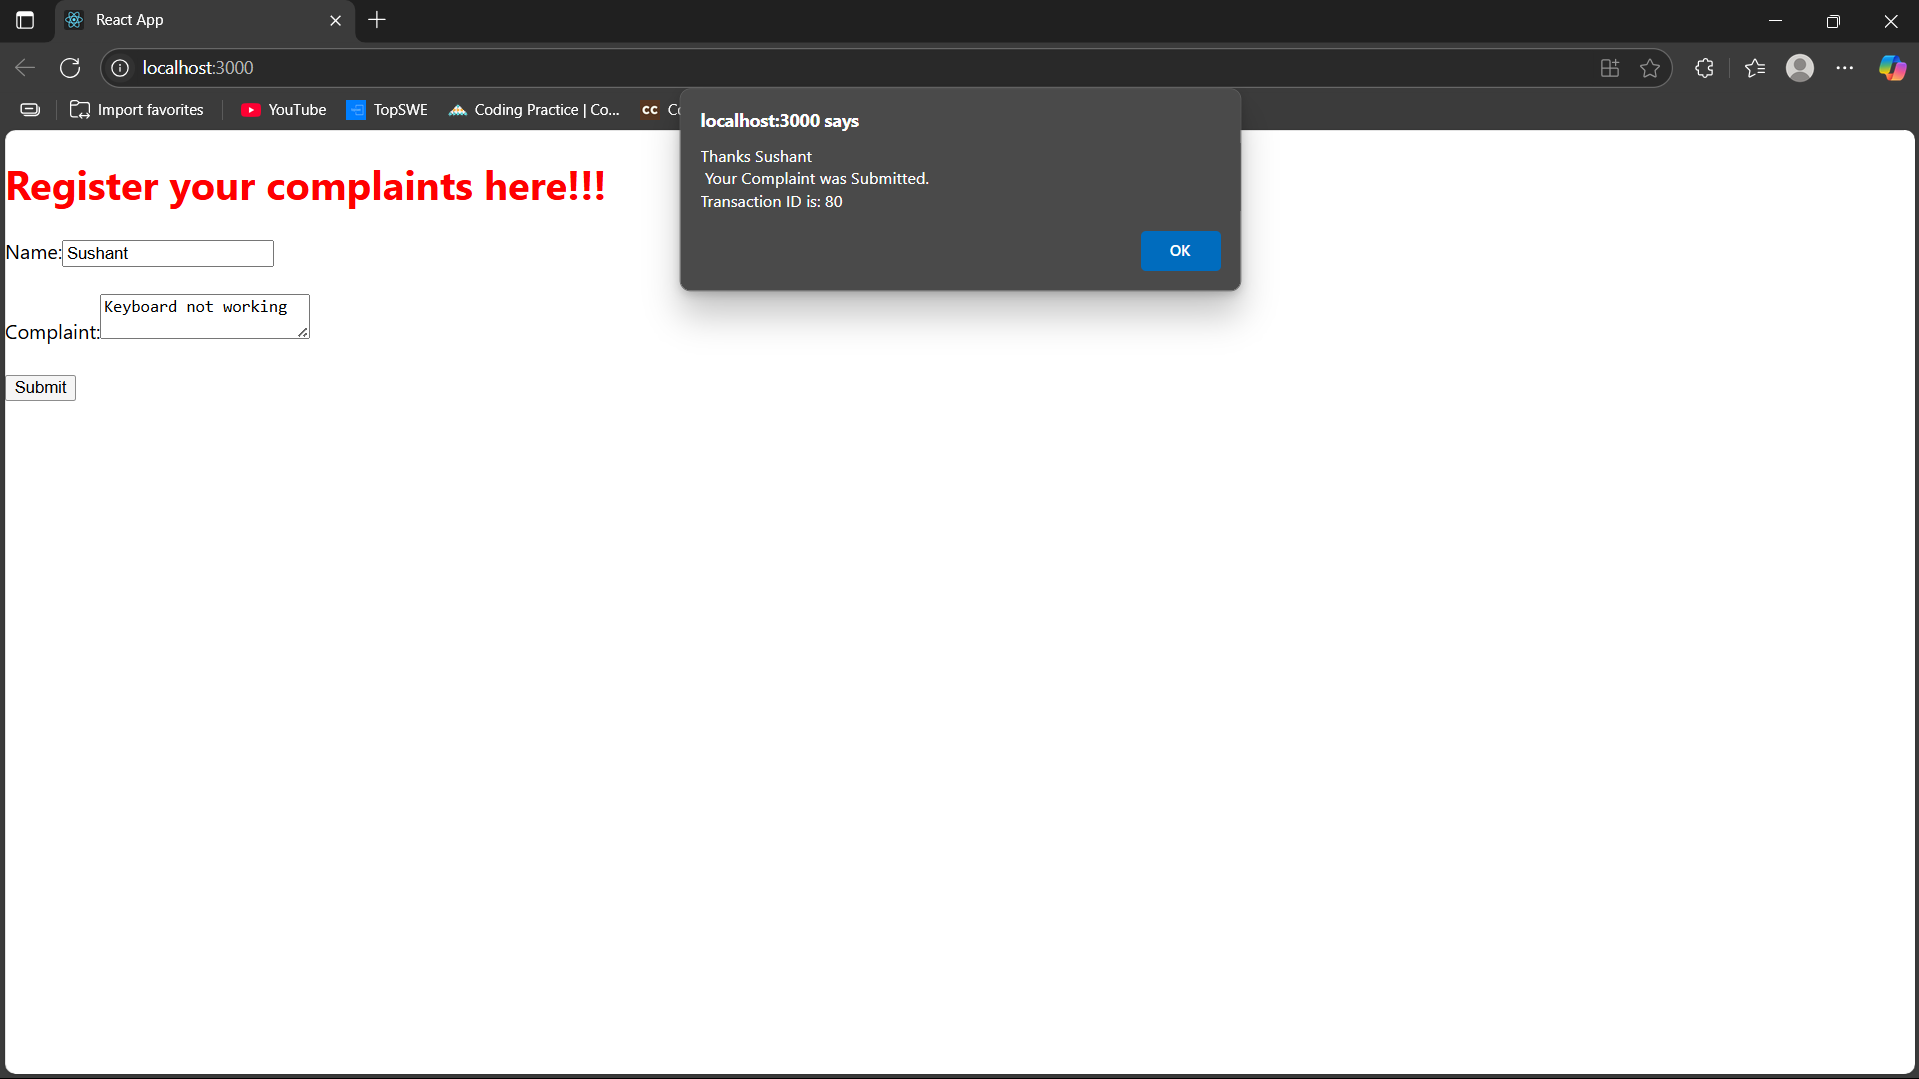 React App
localhost:3000
Import favorites
YouTube
TopSWE
Coding Practice | Co...
CC
localhost:3000 says
Thanks Sushant
Your Complaint was Submitted.
Transaction ID is: 80
OK
Register your complaints here!!!
Name: Sushant
Complaint: Keyboard not working
Submit